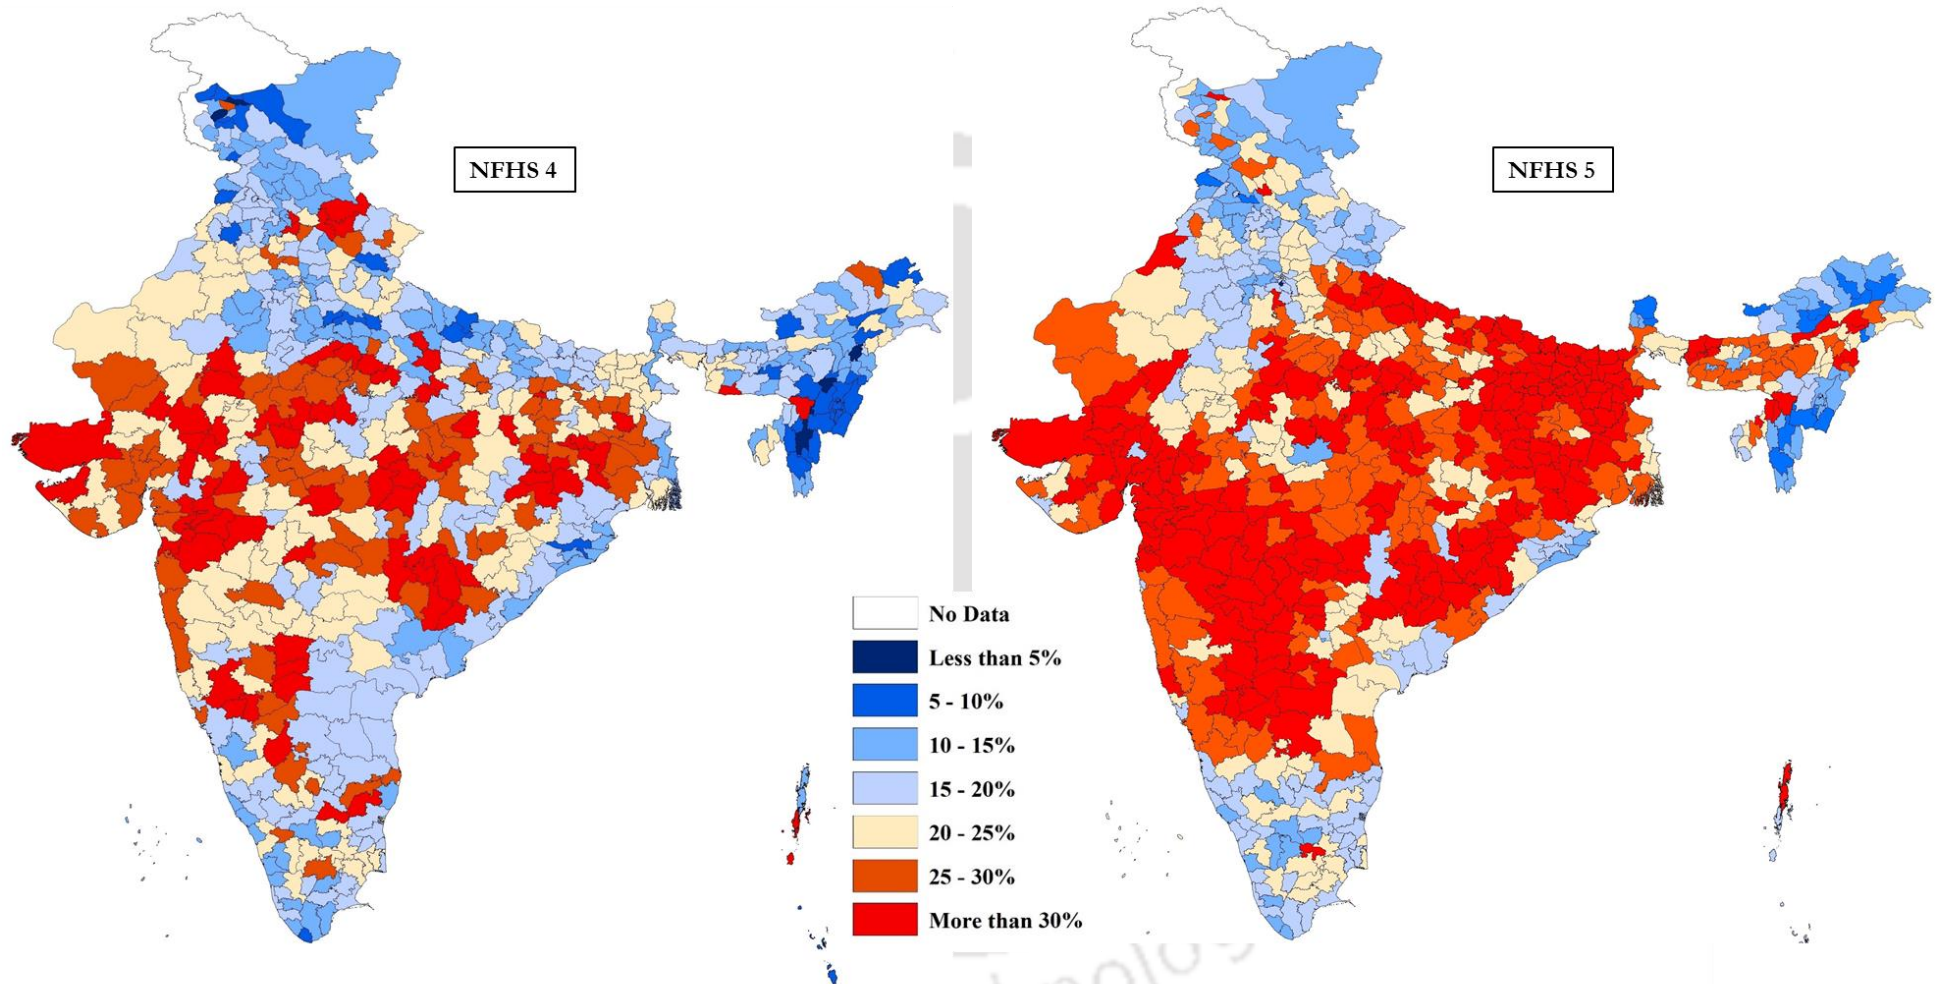 NFHS 4
NFHS 5
No Data
Less than 5%
5 - 10%
10 - 15%
15 - 20%
20 - 25%
25 - 30%
More than 30%